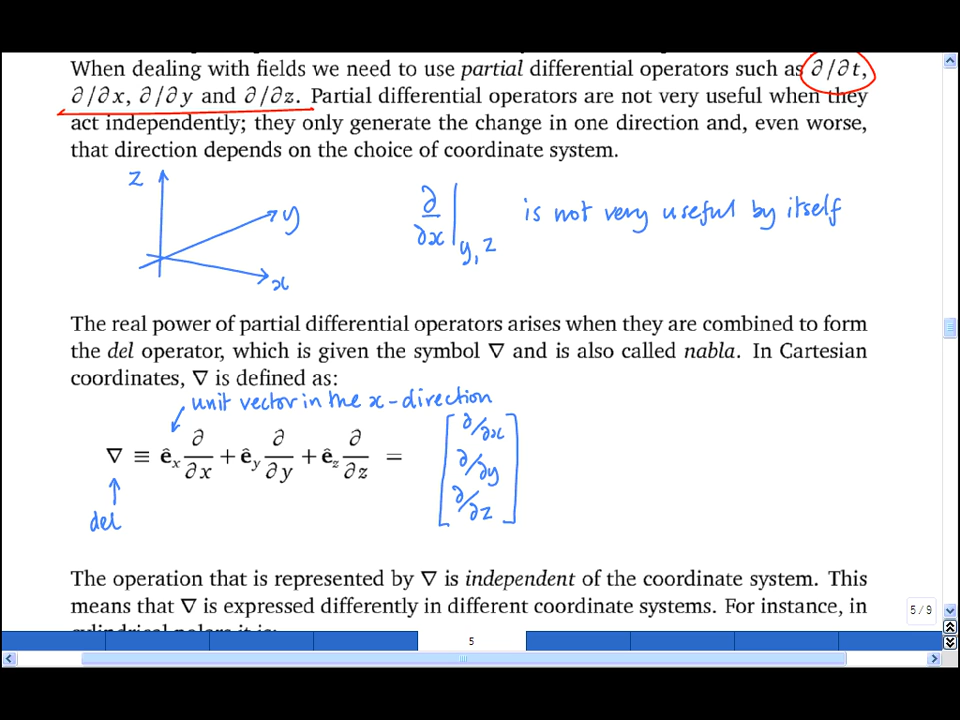 When dealing with fields we need to use partial differential operators such as ∂/∂t,
∂/∂x, ∂/∂y and ∂/∂z. Partial differential operators are not very useful when they
act independently; they only generate the change in one direction and, even worse,
that direction depends on the choice of coordinate system.
z
y
x
∂/∂x|y,z is not very useful by itself
The real power of partial differential operators arises when they are combined to form
the del operator, which is given the symbol ∇ and is also called nabla. In Cartesian
coordinates, ∇ is defined as:
unit vector in the x-direction
∇ ≡ êx ∂/∂x + êy ∂/∂y + êz ∂/∂z = [∂/∂x ∂/∂y ∂/∂z]
del
The operation that is represented by ∇ is independent of the coordinate system. This
means that ∇ is expressed differently in different coordinate systems. For instance, in
cylindrical polars it is:
5 / 9
5